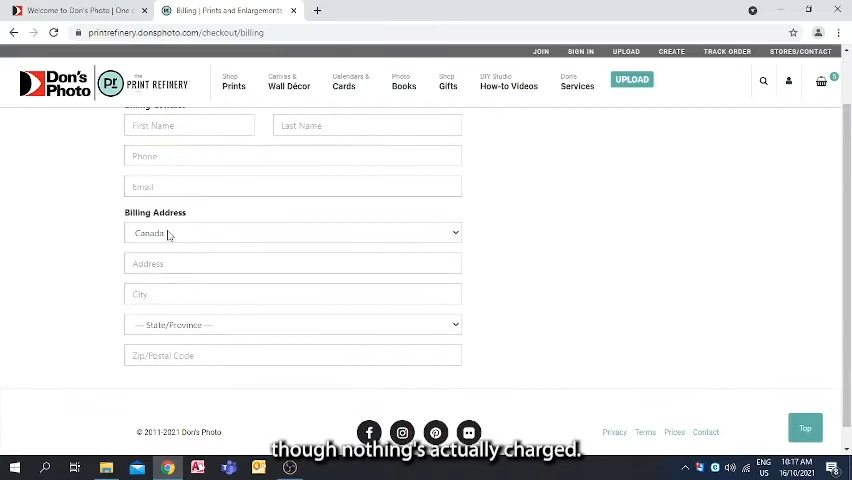 Welcome to Don's Photo | One c
Billing | Prints and Enlargements
printrefinery.donsphoto.com/checkout/billing
JOIN SIGN IN UPLOAD CREATE TRACK ORDER STORES/CONTACT
Don's Photo
pr the PRINT REFINERY
Shop Prints
Canvas & Wall Décor
Calendars & Cards
Photo Books
Shop Gifts
DIY Studio How-to Videos
Don's Services
UPLOAD
5
First Name Last Name
Phone
Email
Billing Address
Canada
Address
City
— State/Province —
Zip/Postal Code
© 2011-2021 Don's Photo
Privacy Terms Prices Contact
Top
though nothing's actually charged.
ENG US
10:17 AM
16/10/2021